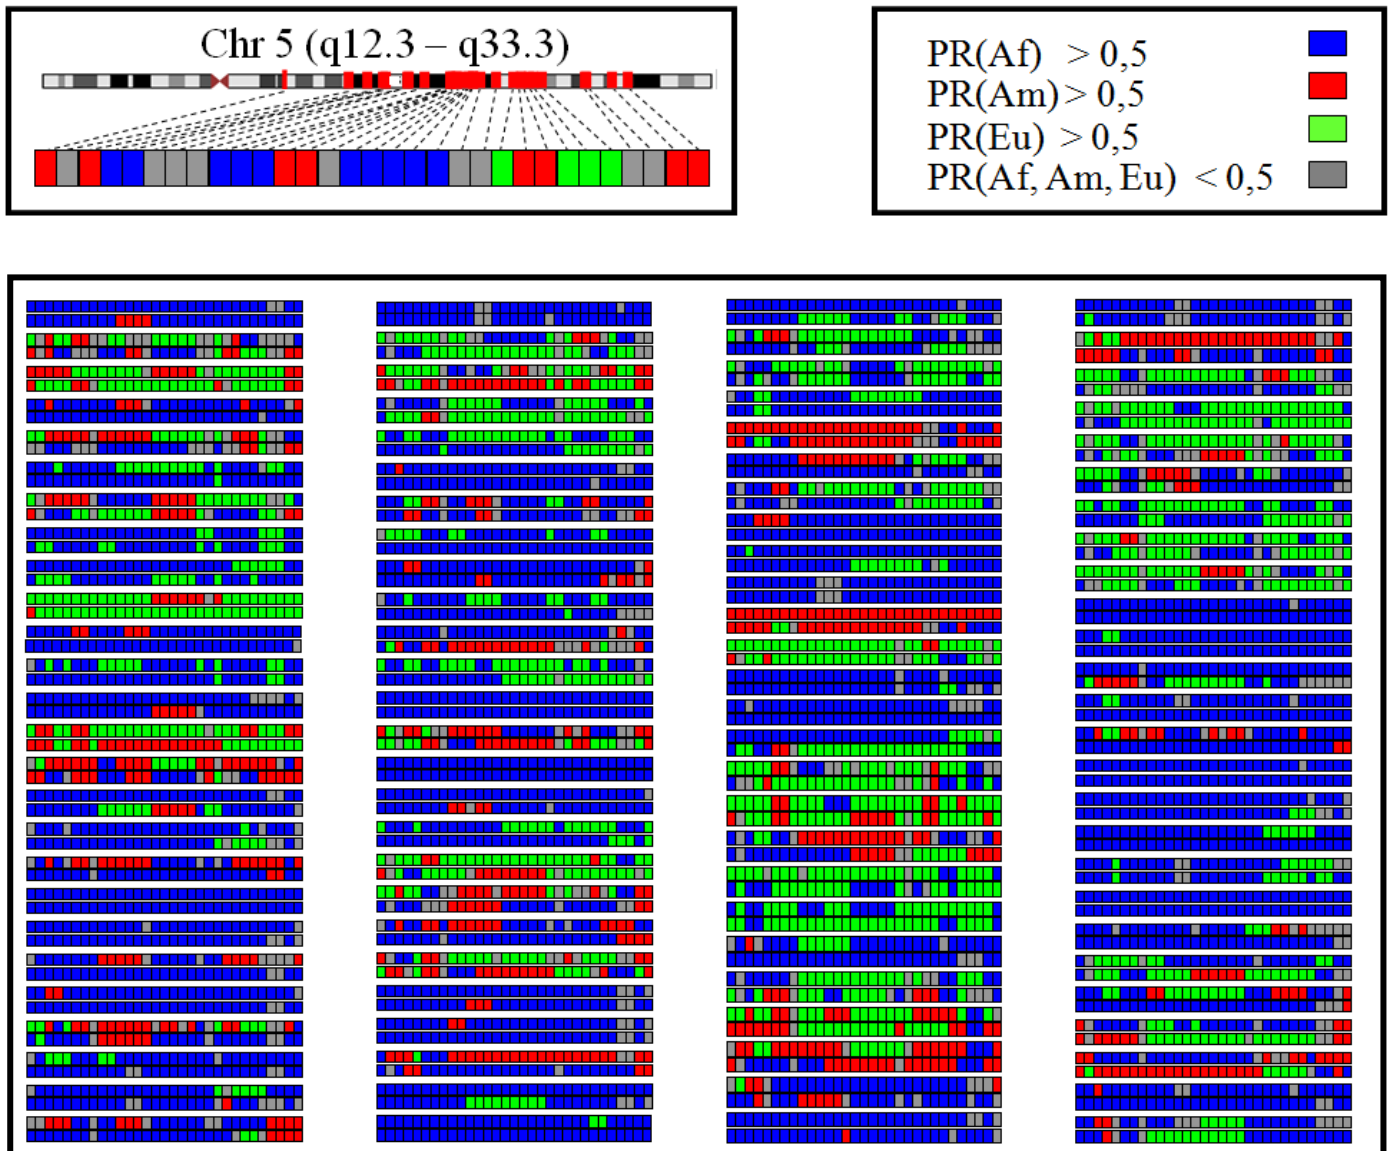 Chr 5 (q12.3 – q33.3)
PR(Af) > 0,5
PR(Am) > 0,5
PR(Eu) > 0,5
PR(Af, Am, Eu) < 0,5